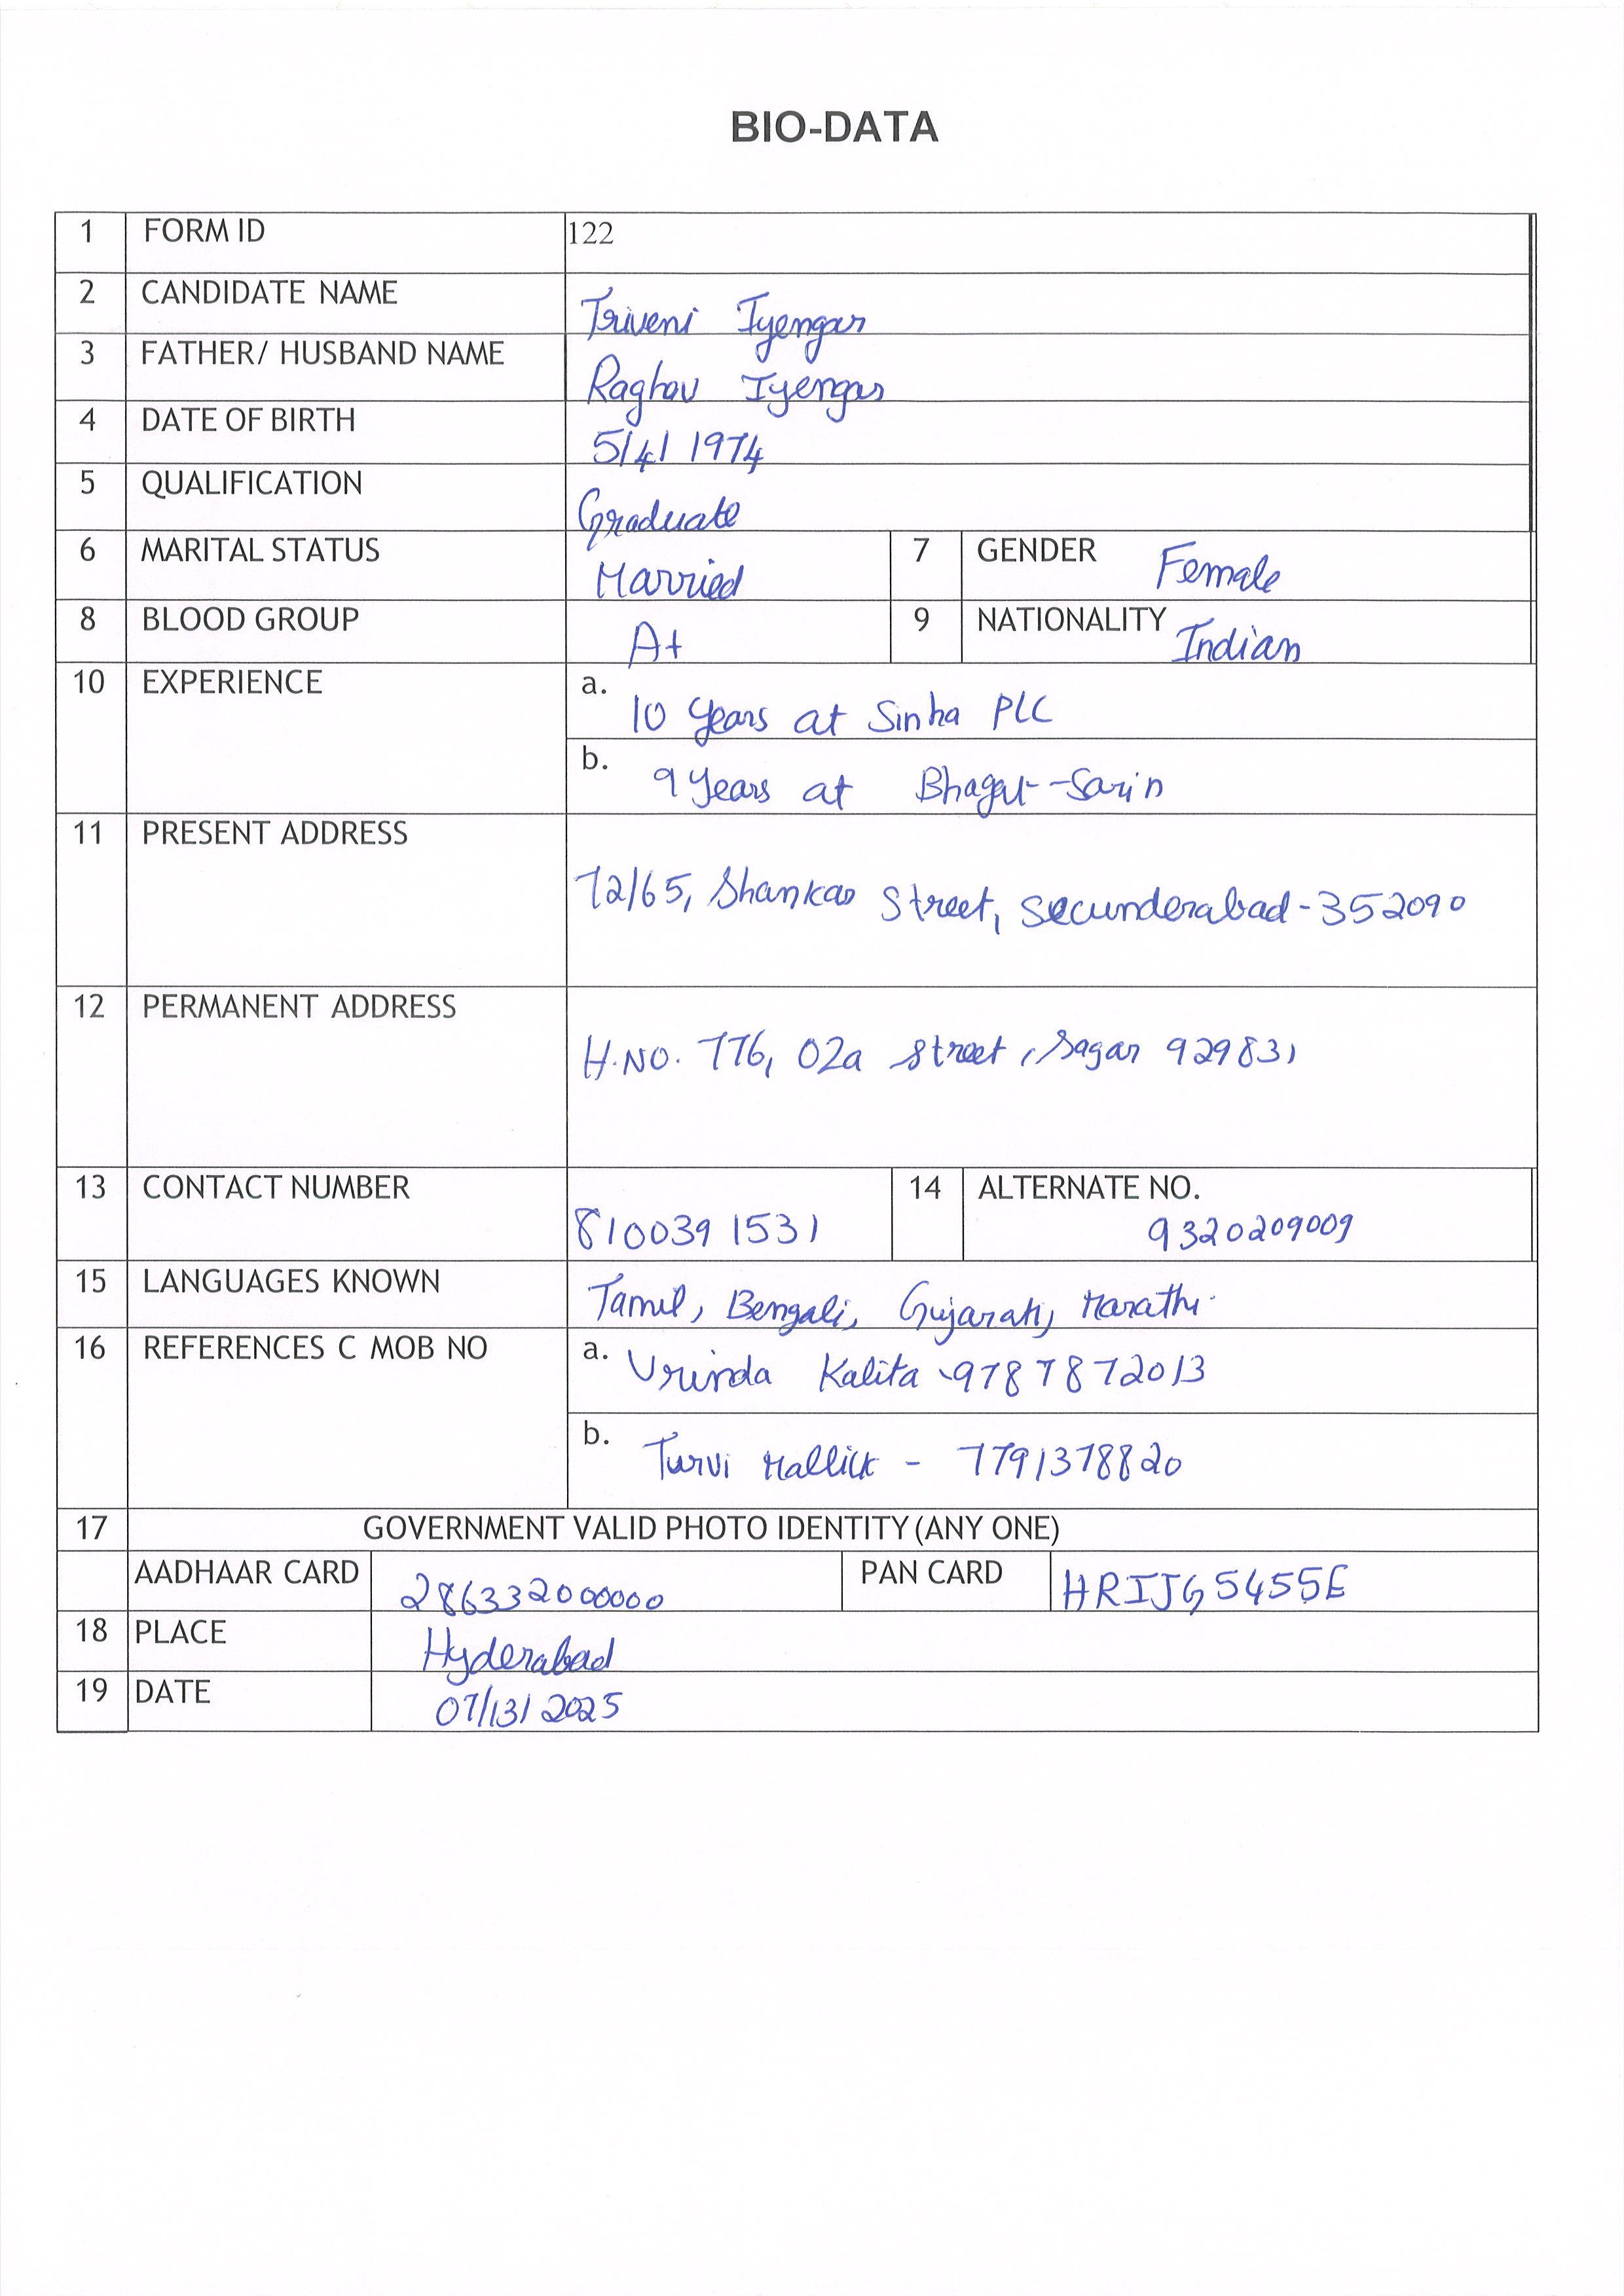 BIO-DATA
1 FORM ID 122
2 CANDIDATE NAME Triveni Iyengar
3 FATHER/ HUSBAND NAME Raghav Iyengar
4 DATE OF BIRTH 5/4/1974
5 QUALIFICATION Graduate
6 MARITAL STATUS Married 7 GENDER Female
8 BLOOD GROUP A+ 9 NATIONALITY Indian
10 EXPERIENCE a. 10 Years at Sinha PLC
b. 9 Years at Bhagat-Sarin
11 PRESENT ADDRESS 72/65, Shankar Street, Secunderabad-352090
12 PERMANENT ADDRESS H.NO. 776, 02a Street, Sagar 929831
13 CONTACT NUMBER 8100391531 14 ALTERNATE NO. 9320209009
15 LANGUAGES KNOWN Tamil, Bengali, Gujarati, Marathi.
16 REFERENCES C MOB NO a. Vrinda Kalita -9787872013
b. Turvi Mallick - 7791378820
17 GOVERNMENT VALID PHOTO IDENTITY (ANY ONE)
AADHAAR CARD 286332000000 PAN CARD HRIJG5455E
18 PLACE Hyderabad
19 DATE 07/13/2025